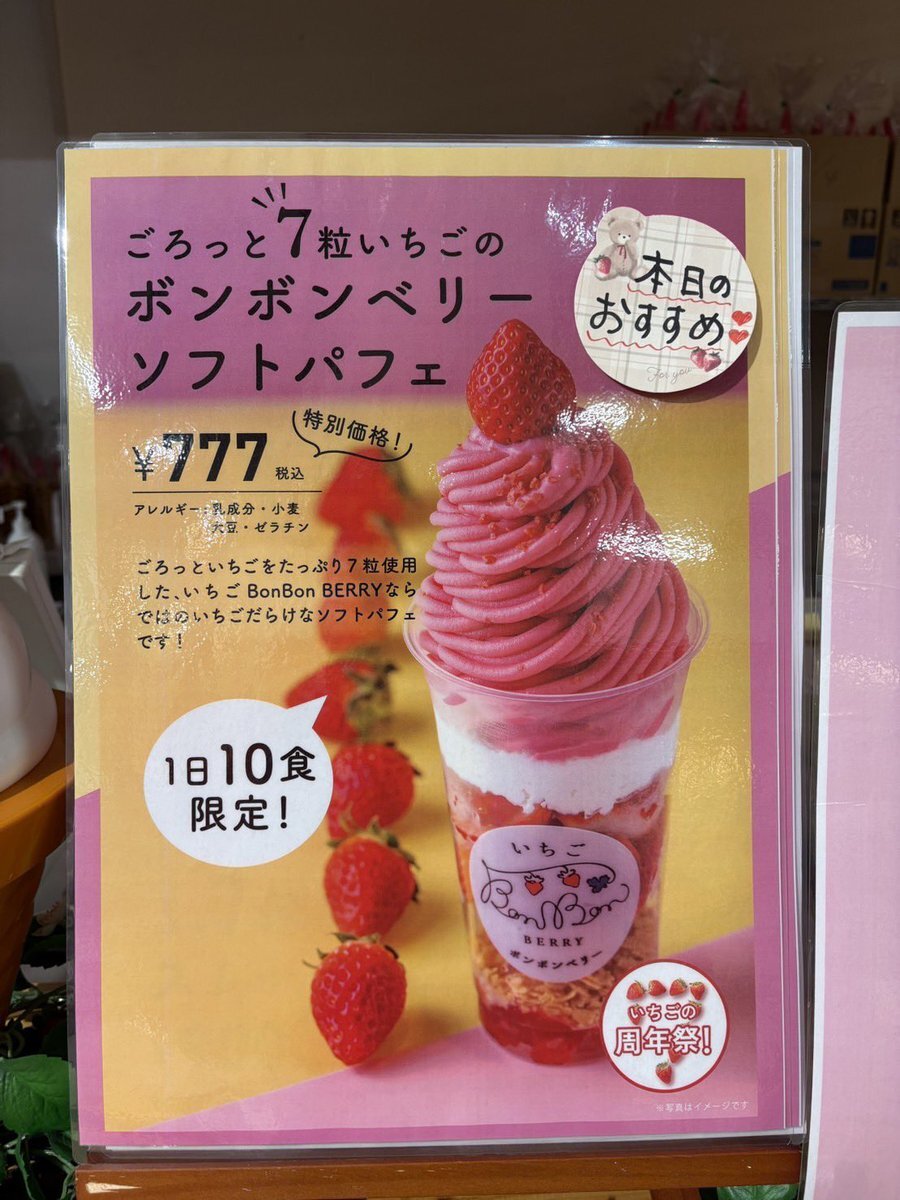 ごろっと7粒いちごの
ボンボンベリー
ソフトパフェ
本日の
おすすめ
For you
¥777 税込
特別価格!
アレルギー:乳成分・小麦
大豆・ゼラチン
ごろっといちごをたっぷり7粒使用
した、いちごBonBon BERRYなら
ではのいちごだらけなソフトパフェ
です!
1日10食
限定!
いちご
BonBon
BERRY
ボンボンベリー
いちごの
周年祭!
※写真はイメージです